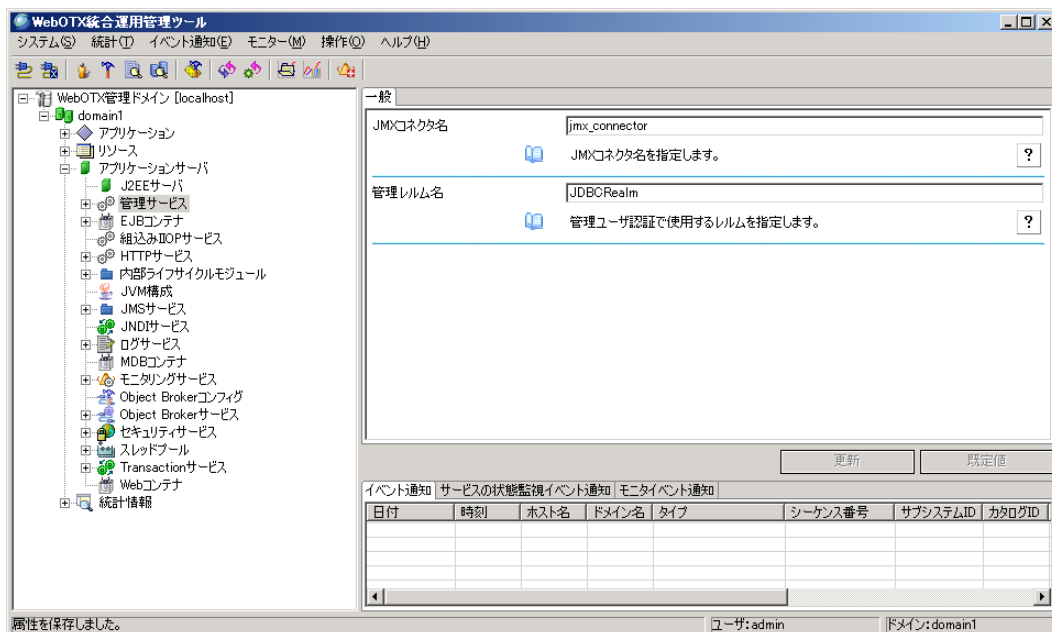 WebOTX統合運用管理ツール
システム(S) 統計(T) イベント通知(E) モニター(M) 操作(O) ヘルプ(H)
WebOTX管理ドメイン [localhost]
domain1
アプリケーション
リソース
アプリケーションサーバ
J2EEサーバ
管理サービス
EJBコンテナ
組込みIIOPサービス
HTTPサービス
内部ライフサイクルモジュール
JVM構成
JMSサービス
JNDIサービス
ログサービス
MDBコンテナ
モニタリングサービス
Object Brokerコンフィグ
Object Brokerサービス
セキュリティサービス
スレッドプール
Transactionサービス
Webコンテナ
統計情報
一般
JMXコネクタ名 jmx_connector
JMXコネクタ名を指定します。 ?
管理レルム名 JDBCRealm
管理ユーザ認証で使用するレルムを指定します。 ?
更新 既定値
イベント通知 サービスの状態監視イベント通知 モニタイベント通知
日付 時刻 ホスト名 ドメイン名 タイプ シーケンス番号 サブシステムID カタログID
属性を保存しました。 ユーザ:admin ドメイン:domain1